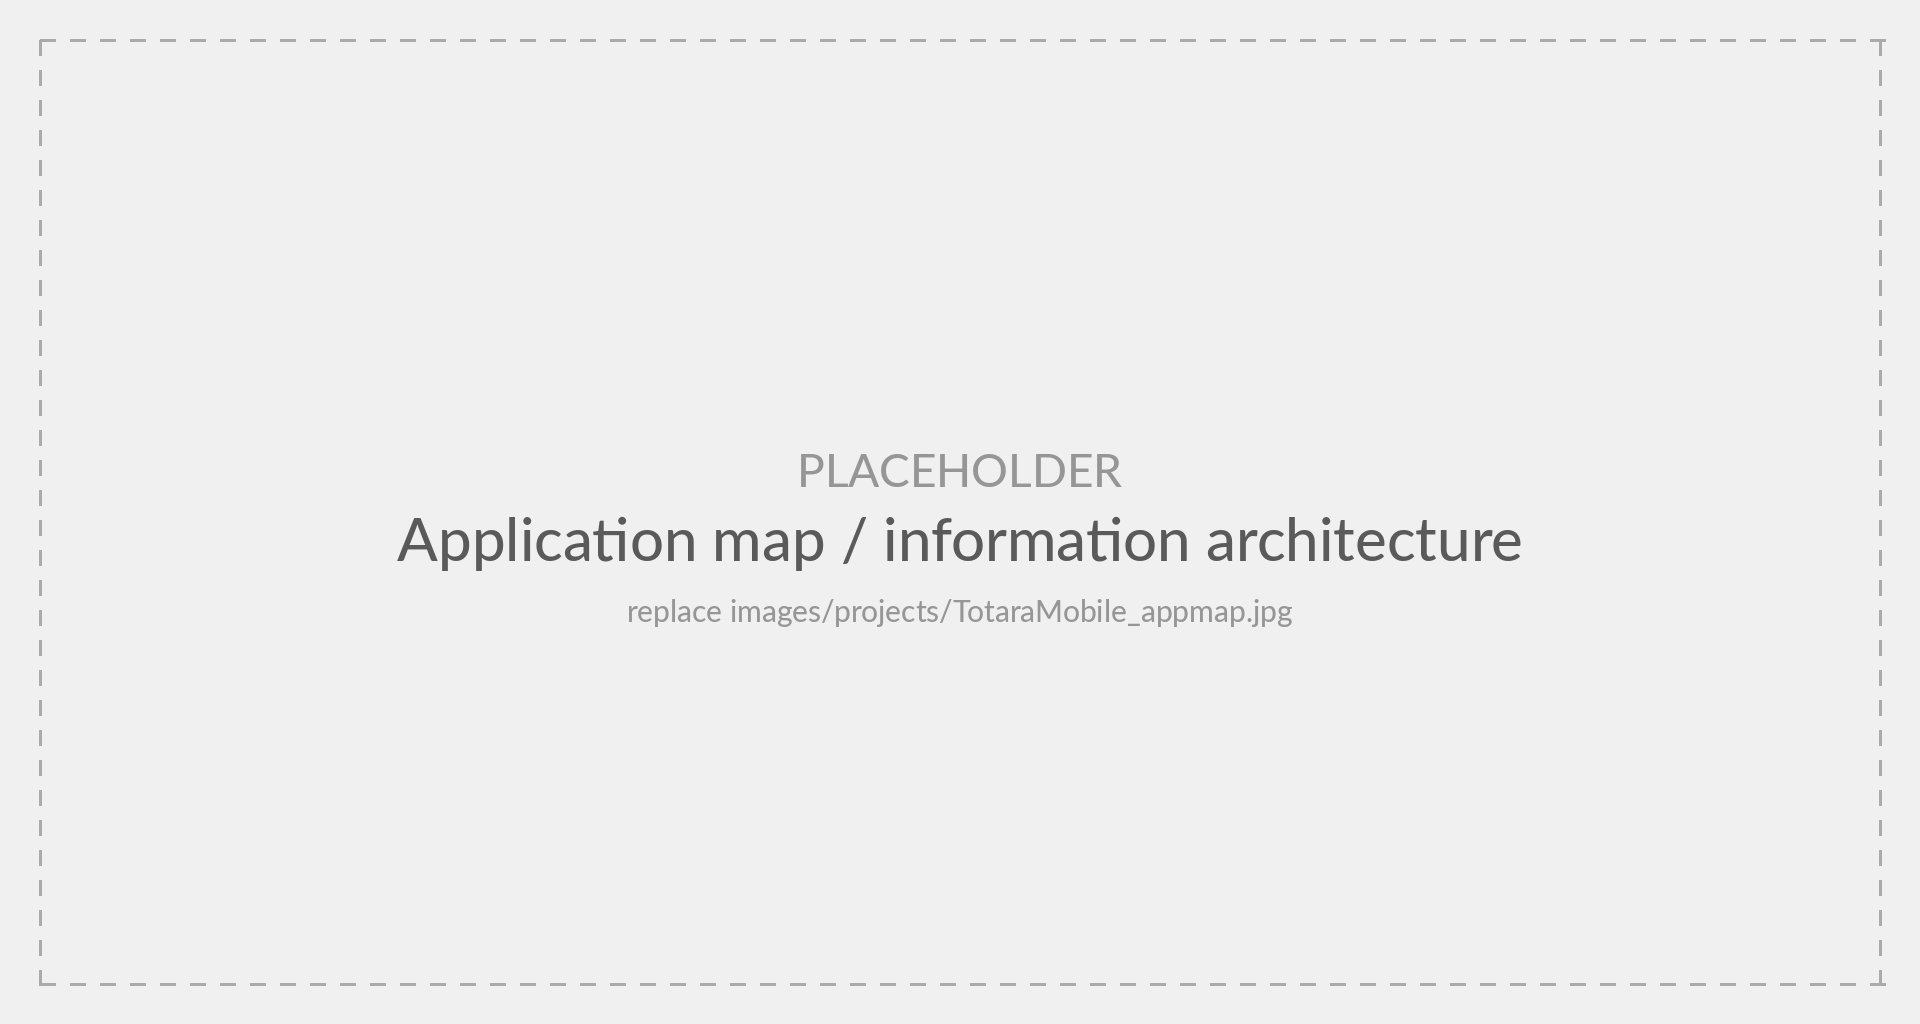 PLACEHOLDER
Application map / information architecture
replace images/projects/TotaraMobile_appmap.jpg